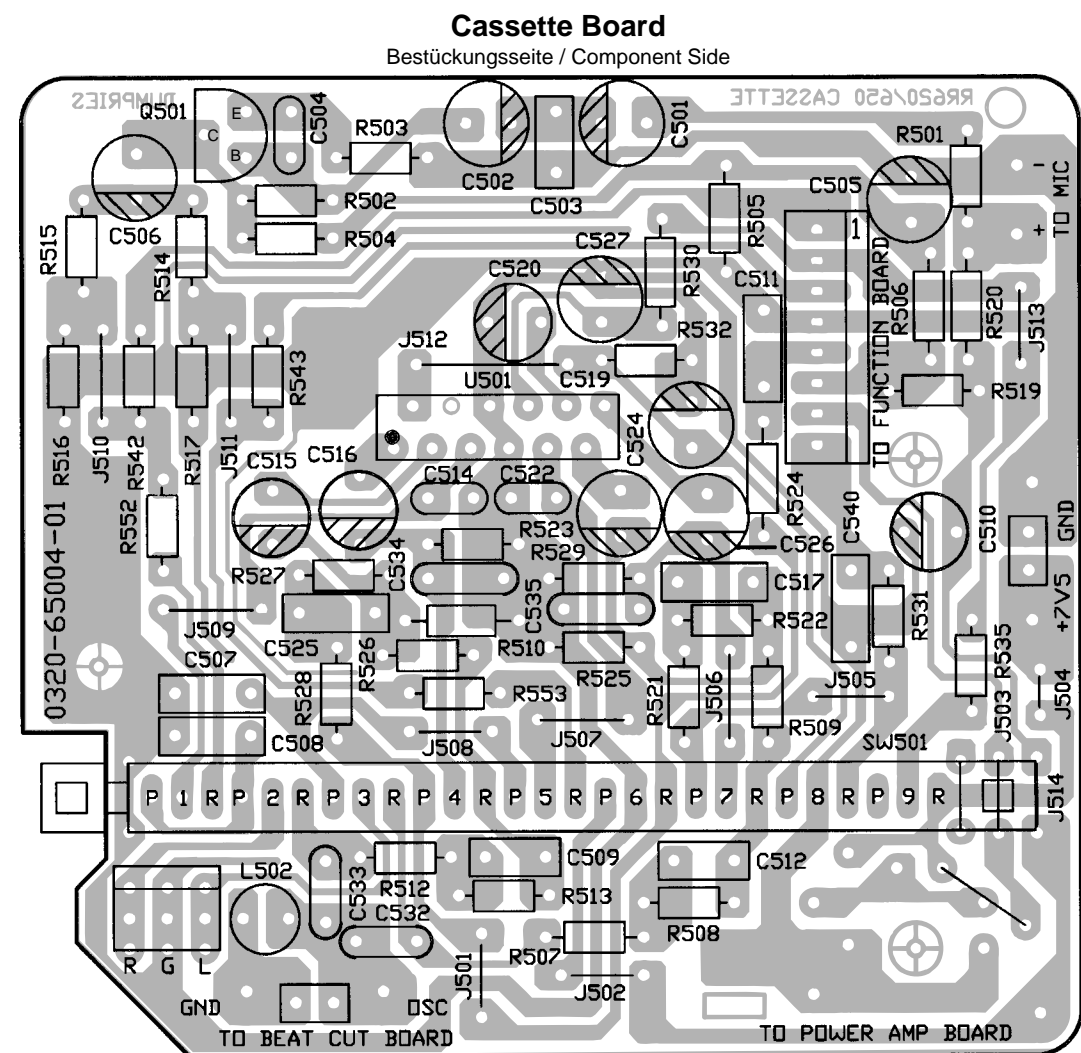 Cassette Board
Bestückungsseite / Component Side
DUMPRIES
RR620/650 CASSETTE
Q501
E
C
B
C504
R503
C502
C503
C501
R501
-
TO MIC
+
R502
R504
R505
C505
R515
C506
R514
C527
R530
C520
C511
1
TO FUNCTION BOARD
R506
R520
J513
J512
R532
U501
C519
R543
R519
R516
J510
R542
R517
J511
C524
C515
C516
C514
C522
R524
C540
C510
GND
R552
R523
R529
C526
0320-65004-01
R527
C534
C535
C517
R531
+7V5
J509
R522
C525
R526
R510
R525
R535
C507
R528
R553
R521
J506
J505
J503
J504
R509
C508
J508
J507
SW501
P 1 R P 2 R P 3 R P 4 R P 5 R P 6 R P 7 R P 8 R P 9 R
J514
L502
C533
R512
C509
C512
R513
C532
R508
R507
R G L
J501
J502
GND
OSC
TO BEAT CUT BOARD
TO POWER AMP BOARD